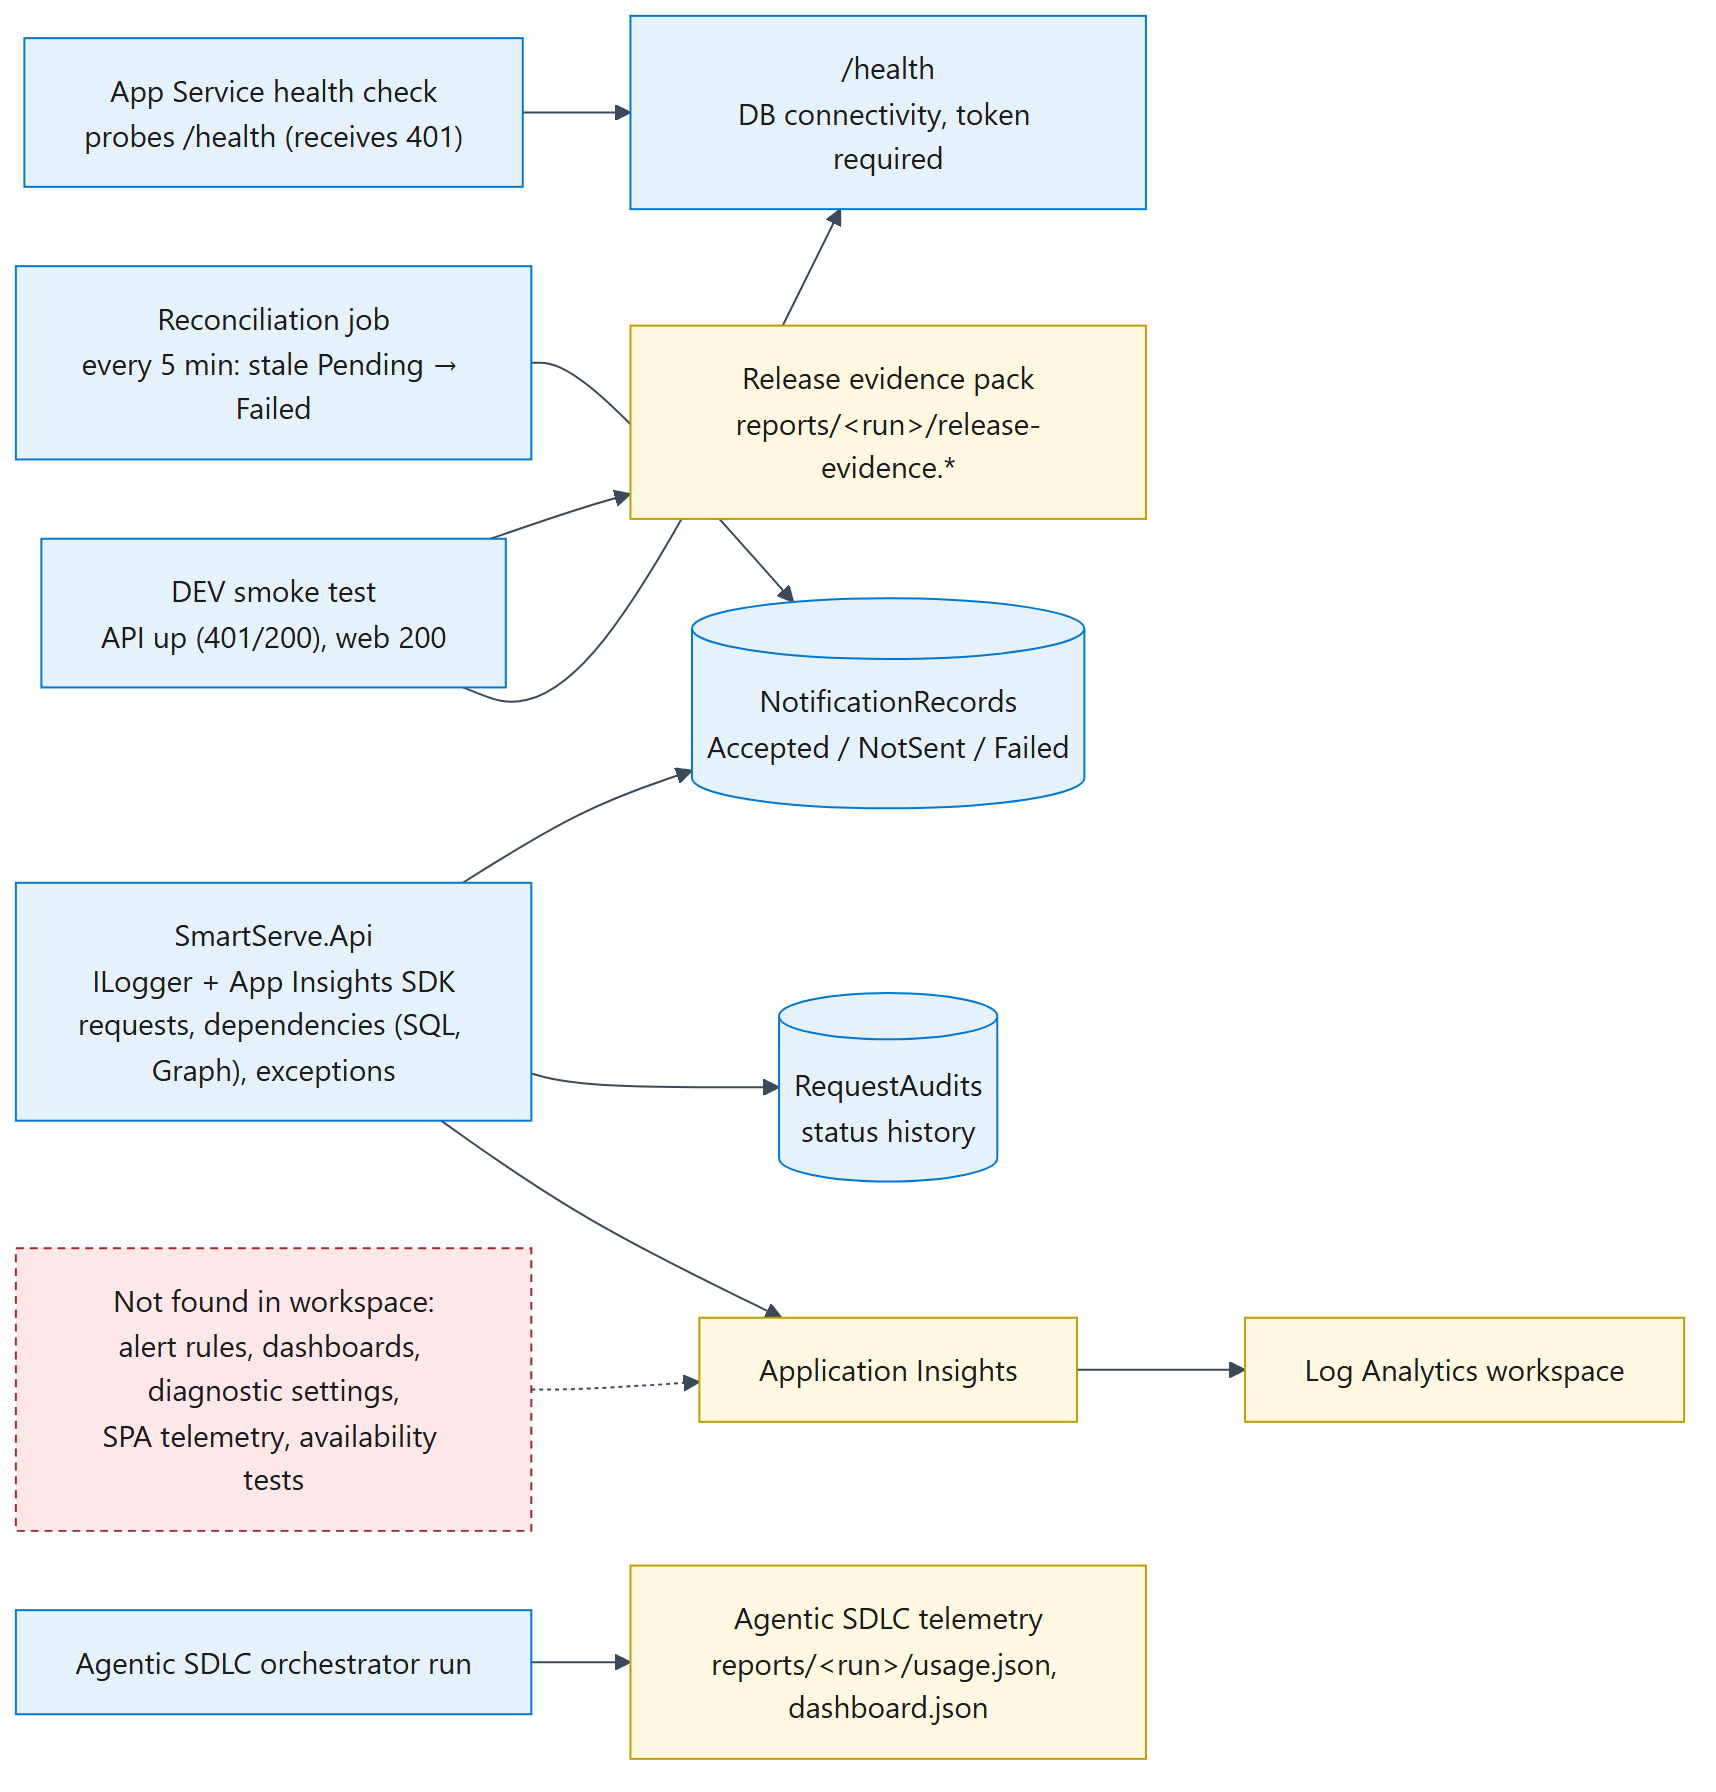 App Service health check
probes /health (receives 401)
/health
DB connectivity, token
required
Reconciliation job
every 5 min: stale Pending →
Failed
Release evidence pack
reports/<run>/release-
evidence.*
DEV smoke test
API up (401/200), web 200
NotificationRecords
Accepted / NotSent / Failed
SmartServe.Api
ILogger + App Insights SDK
requests, dependencies (SQL,
Graph), exceptions
RequestAudits
status history
Not found in workspace:
alert rules, dashboards,
diagnostic settings,
SPA telemetry, availability
tests
Application Insights
Log Analytics workspace
Agentic SDLC orchestrator run
Agentic SDLC telemetry
reports/<run>/usage.json,
dashboard.json